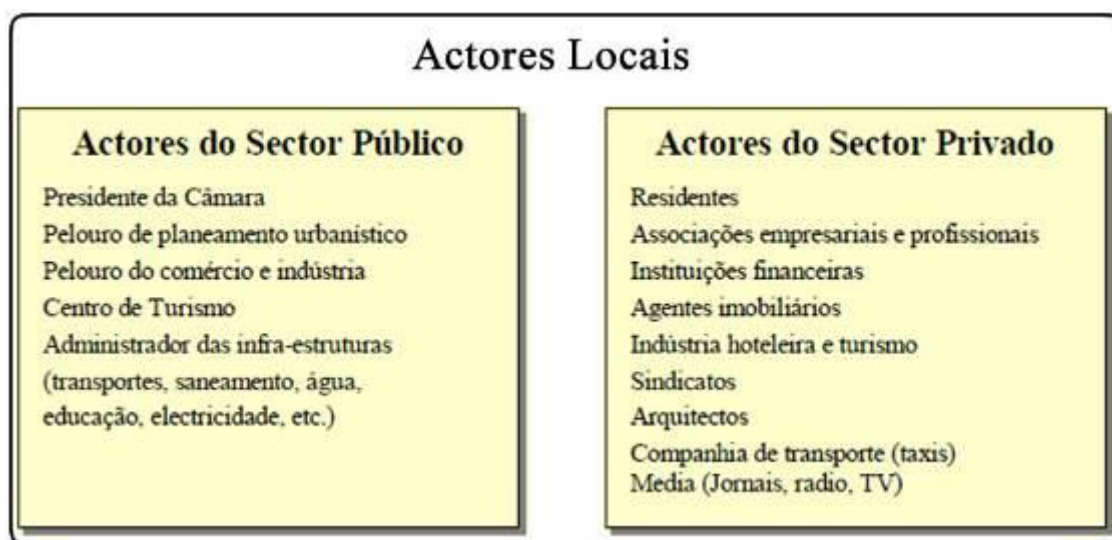 Actores Locais
Actores do Sector Público
Presidente da Câmara
Pelouro de planeamento urbanístico
Pelouro do comércio e indústria
Centro de Turismo
Administrador das infra-estruturas
(transportes, saneamento, água,
educação, electricidade, etc.)
Actores do Sector Privado
Residentes
Associações empresariais e profissionais
Instituições financeiras
Agentes imobiliários
Indústria hoteleira e turismo
Sindicatos
Arquitectos
Companhia de transporte (taxis)
Media (Jornais, radio, TV)